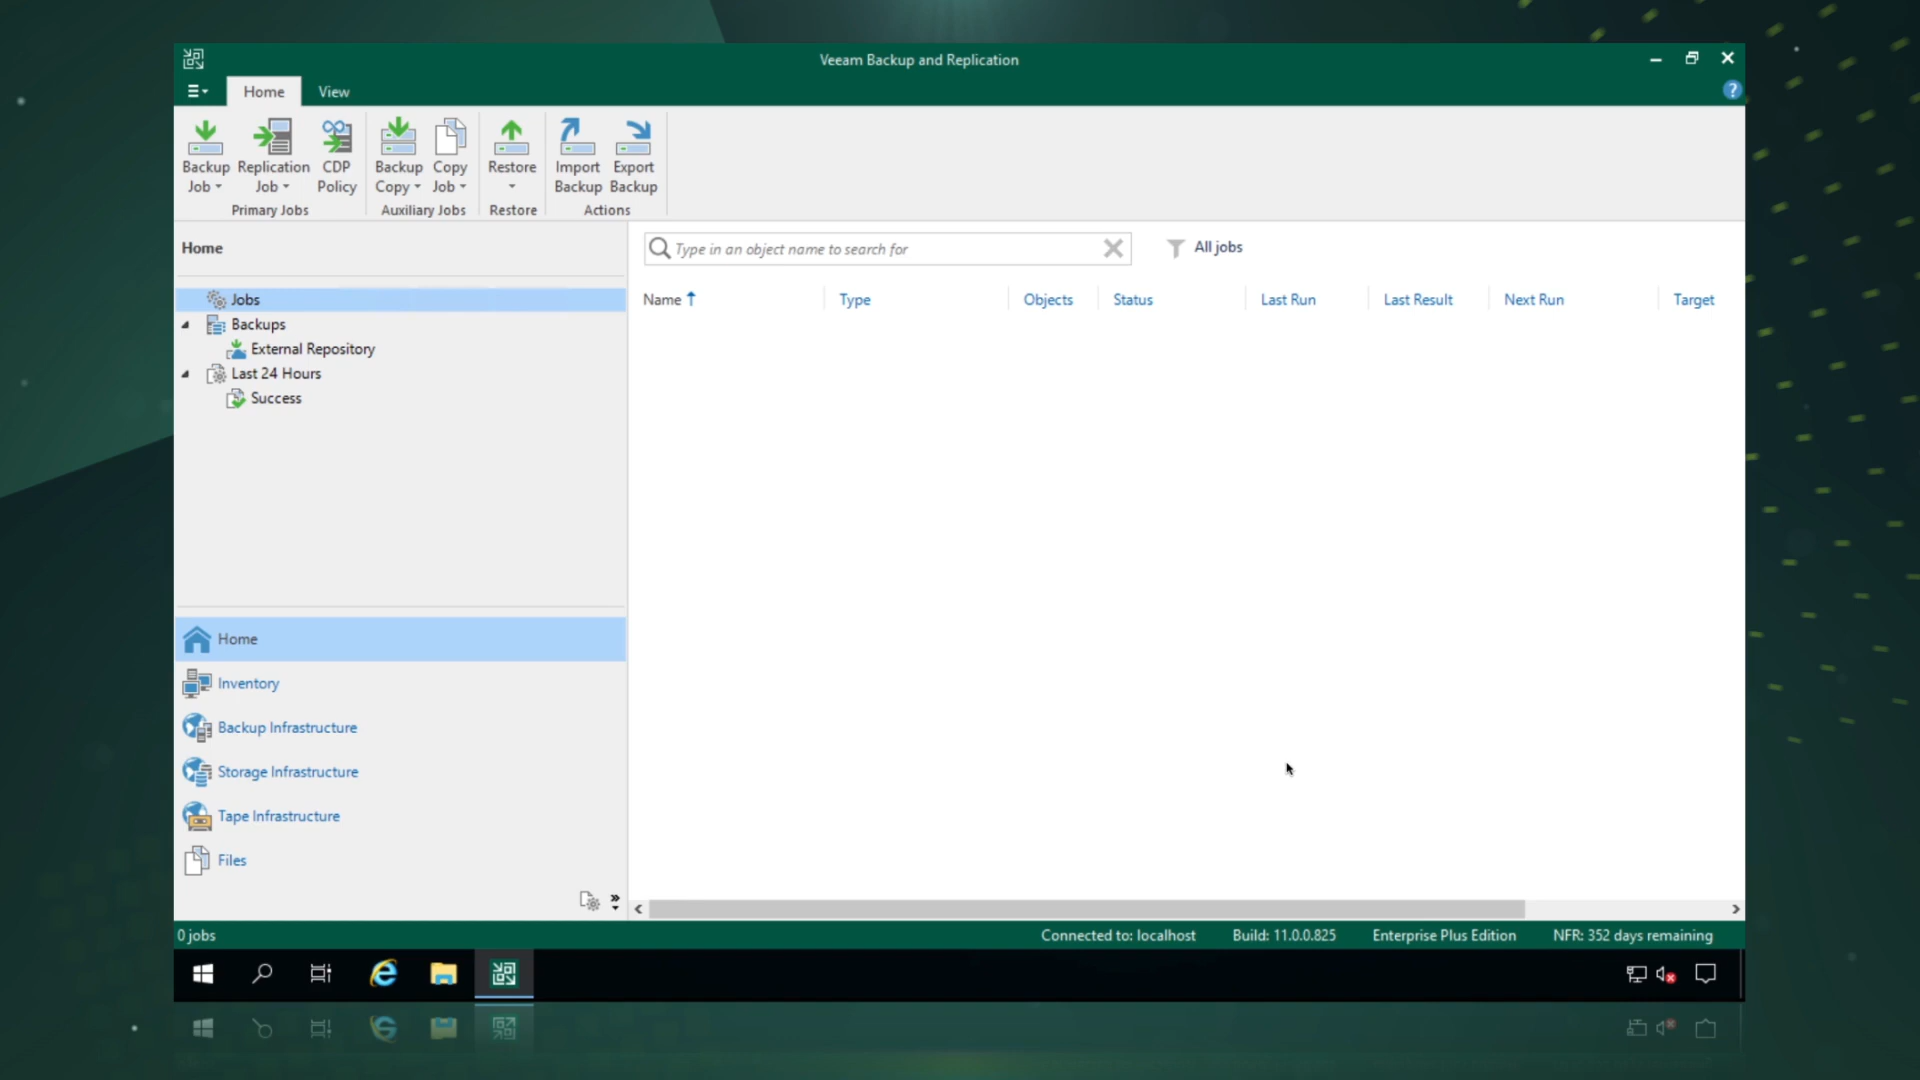 Veeam Backup and Replication
Home View
Backup Job
Replication Job
CDP Policy
Backup Copy
Copy Job
Restore
Import Backup
Export Backup
Primary Jobs
Auxiliary Jobs
Restore
Actions
Home
Jobs
Backups
External Repository
Last 24 Hours
Success
Type in an object name to search for
All jobs
Name Type Objects Status Last Run Last Result Next Run Target
Home
Inventory
Backup Infrastructure
Storage Infrastructure
Tape Infrastructure
Files
0 jobs Connected to: localhost Build: 11.0.0.825 Enterprise Plus Edition NFR: 352 days remaining